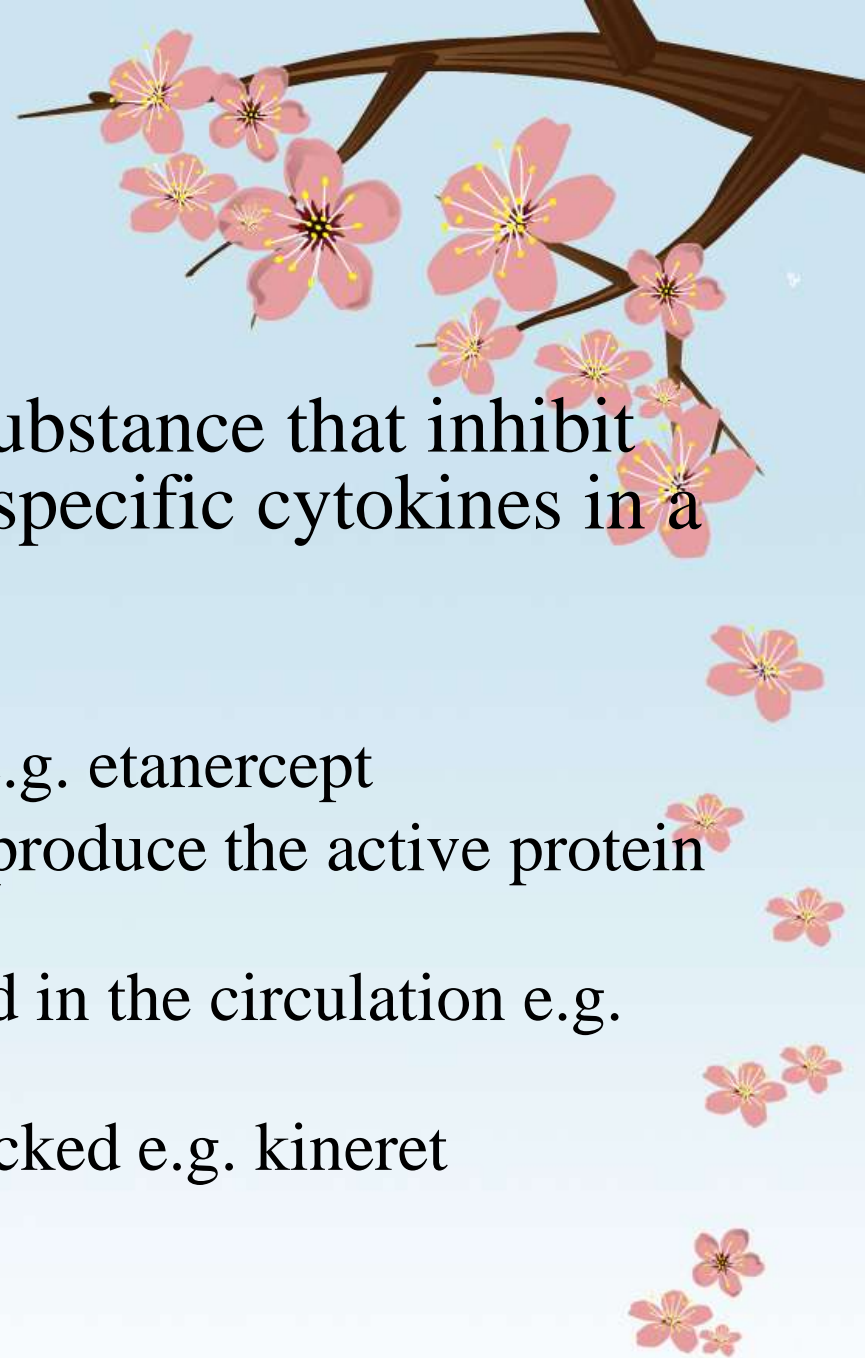 ubstance that inhibit
specific cytokines in a
.g. etanercept
produce the active protein
d in the circulation e.g.
cked e.g. kineret